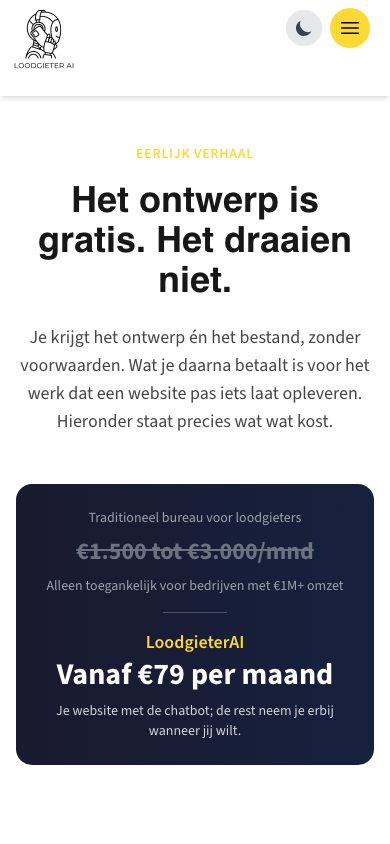 LOODGIETER AI
EERLIJK VERHAAL
Het ontwerp is
gratis. Het draaien
niet.
Je krijgt het ontwerp én het bestand, zonder
voorwaarden. Wat je daarna betaalt is voor het
werk dat een website pas iets laat opleveren.
Hieronder staat precies wat wat kost.
Traditioneel bureau voor loodgieters
€1.500 tot €3.000/mnd
Alleen toegankelijk voor bedrijven met €1M+ omzet
LoodgieterAI
Vanaf €79 per maand
Je website met de chatbot; de rest neem je erbij
wanneer jij wilt.